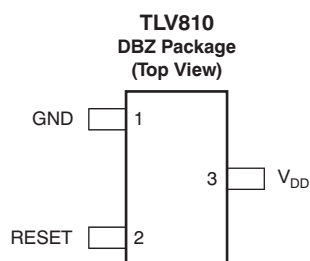 TLV810
DBZ Package
(Top View)
GND 1
3 VDD
RESET 2